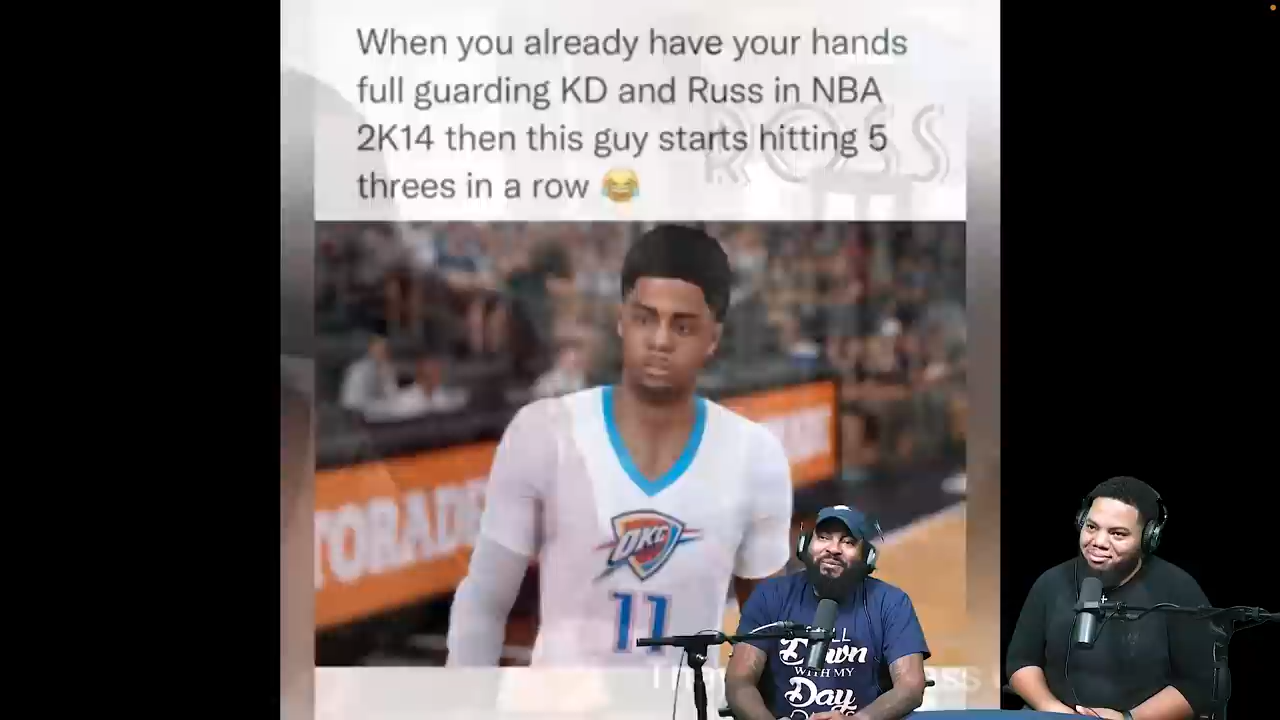 When you already have your hands
full guarding KD and Russ in NBA
2K14 then this guy starts hitting 5
threes in a row 😂
ROSS
TORADE
OKC
11
Down
WITH MY
Day